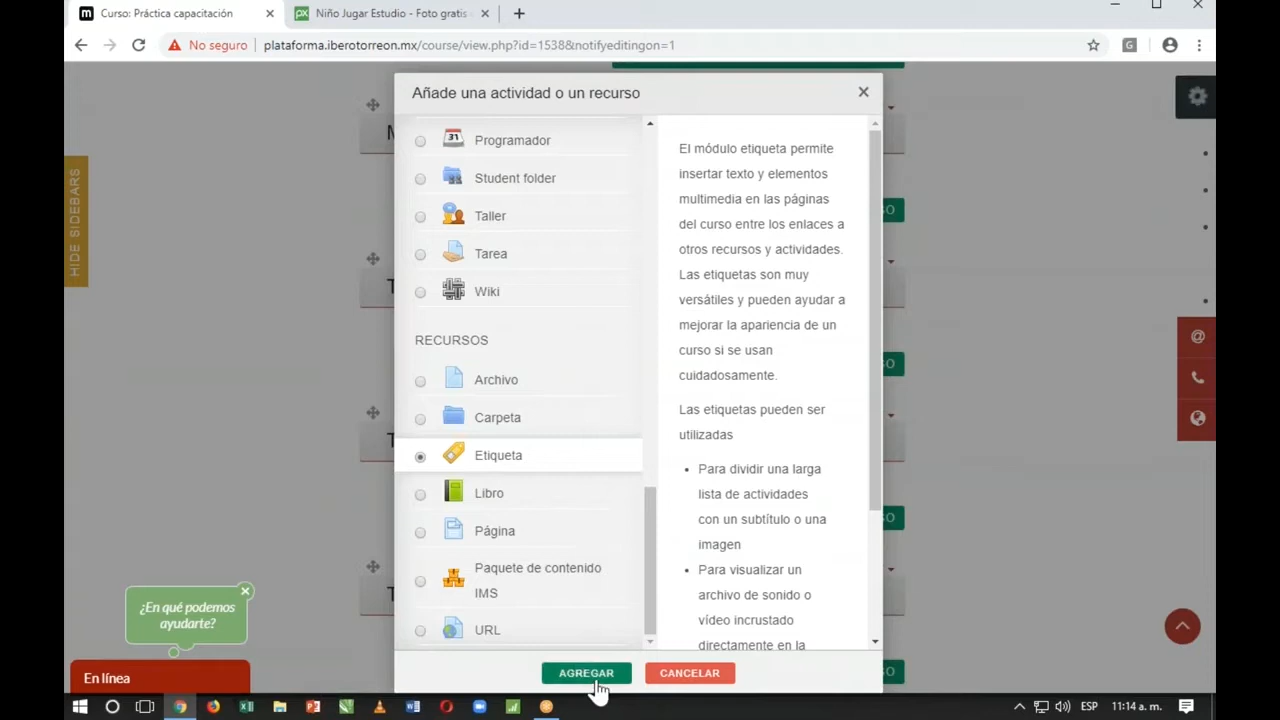 Curso: Práctica capacitación
Niño Jugar Estudio - Foto gratis
No seguro
plataforma.iberotorreon.mx/course/view.php?id=1538&notifyeditingon=1
HIDE SIDEBARS
Añade una actividad o un recurso
Programador
Student folder
Taller
Tarea
Wiki
RECURSOS
Archivo
Carpeta
Etiqueta
Libro
Página
Paquete de contenido
IMS
URL
El módulo etiqueta permite
insertar texto y elementos
multimedia en las páginas
del curso entre los enlaces a
otros recursos y actividades.
Las etiquetas son muy
versátiles y pueden ayudar a
mejorar la apariencia de un
curso si se usan
cuidadosamente.
Las etiquetas pueden ser
utilizadas
Para dividir una larga
lista de actividades
con un subtítulo o una
imagen
Para visualizar un
archivo de sonido o
vídeo incrustado
directamente en la
AGREGAR
CANCELAR
¿En qué podemos
ayudarte?
En línea
ESP
11:14 a. m.